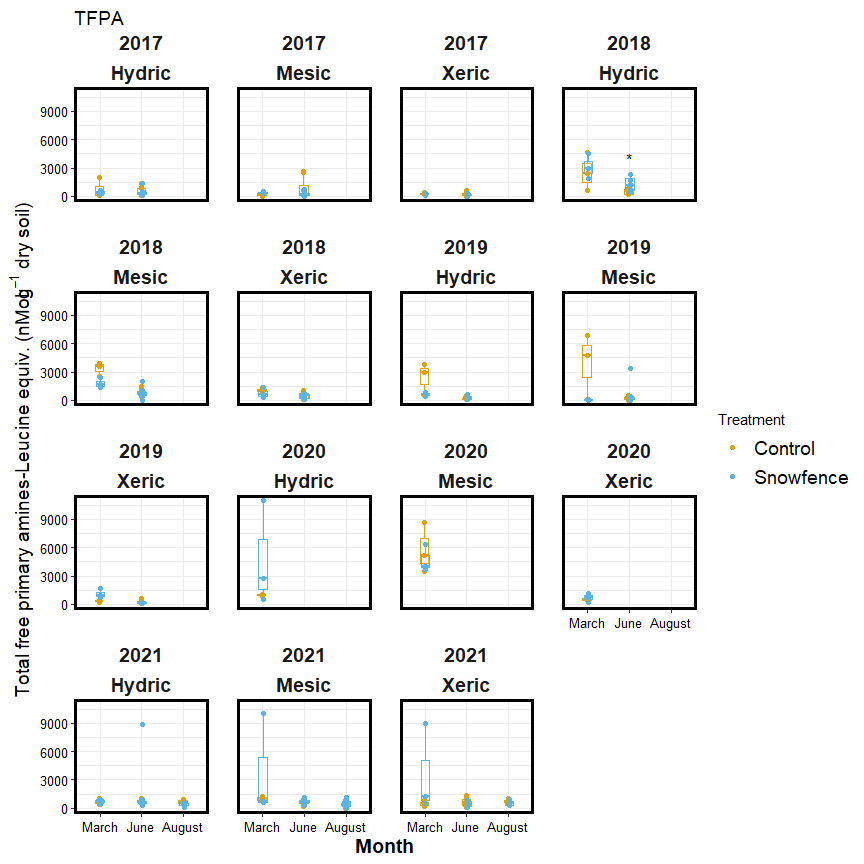 TFPA
2017 2017 2017 2018
Hydric Mesic Xeric Hydric
9000
6000
3000
0
*
2018 2018 2019 2019
Mesic Xeric Hydric Mesic
9000
6000
3000
0
2019 2020 2020 2020
Xeric Hydric Mesic Xeric
9000
6000
3000
0
March June August
2021 2021 2021
Hydric Mesic Xeric
9000
6000
3000
0
March June August March June August March June August
Month
Total free primary amines-Leucine equiv. (nMolg⁻¹ dry soil)
Treatment
Control
Snowfence